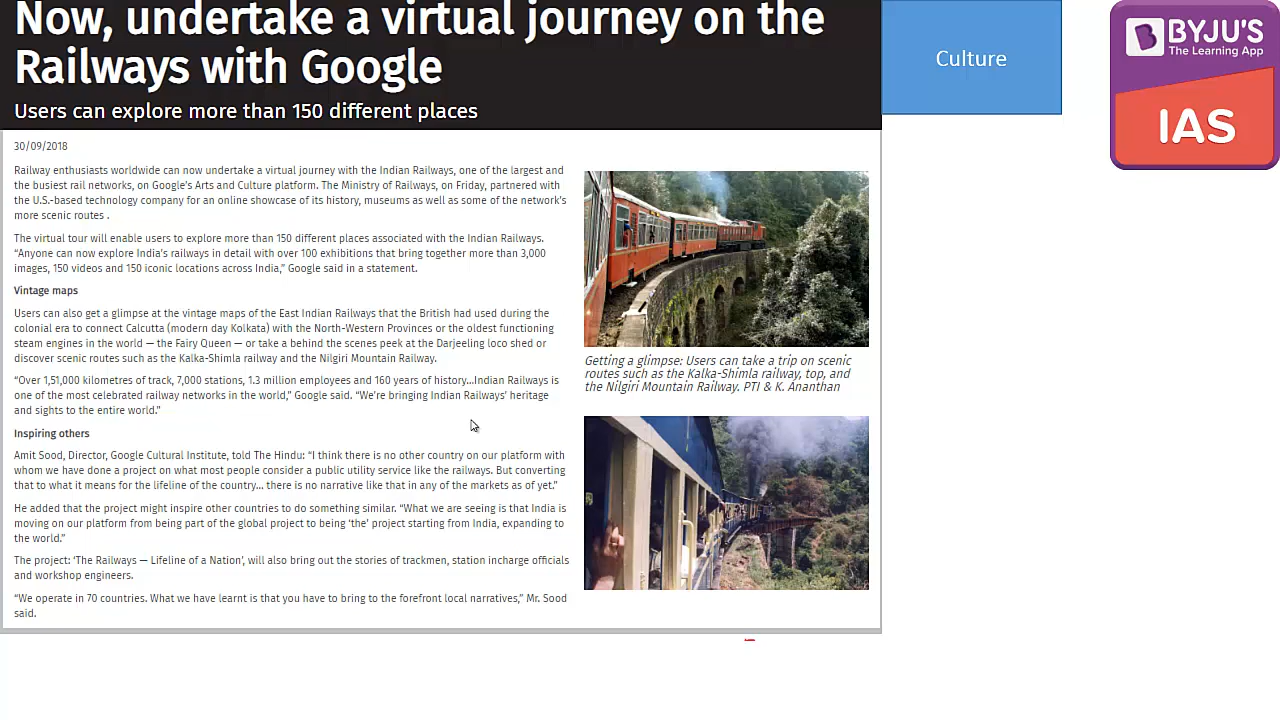 Now, undertake a virtual journey on the
Railways with Google
Users can explore more than 150 different places
30/09/2018
Railway enthusiasts worldwide can now undertake a virtual journey with the Indian Railways, one of the largest and
the busiest rail networks, on Google's Arts and Culture platform. The Ministry of Railways, on Friday, partnered with
the U.S.-based technology company for an online showcase of its history, museums as well as some of the network's
more scenic routes .
The virtual tour will enable users to explore more than 150 different places associated with the Indian Railways.
“Anyone can now explore India's railways in detail with over 100 exhibitions that bring together more than 3,000
images, 150 videos and 150 iconic locations across India,” Google said in a statement.
Vintage maps
Users can also get a glimpse at the vintage maps of the East Indian Railways that the British had used during the
colonial era to connect Calcutta (modern day Kolkata) with the North-Western Provinces or the oldest functioning
steam engines in the world — the Fairy Queen — or take a behind the scenes peek at the Darjeeling loco shed or
discover scenic routes such as the Kalka-Shimla railway and the Nilgiri Mountain Railway.
“Over 1,51,000 kilometres of track, 7,000 stations, 1.3 million employees and 160 years of history...Indian Railways is
one of the most celebrated railway networks in the world,” Google said. “We're bringing Indian Railways' heritage
and sights to the entire world.”
Inspiring others
Amit Sood, Director, Google Cultural Institute, told The Hindu: “I think there is no other country on our platform with
whom we have done a project on what most people consider a public utility service like the railways. But converting
that to what it means for the lifeline of the country... there is no narrative like that in any of the markets as of yet.”
He added that the project might inspire other countries to do something similar. “What we are seeing is that India is
moving on our platform from being part of the global project to being ‘the’ project starting from India, expanding to
the world.”
The project: ‘The Railways — Lifeline of a Nation’, will also bring out the stories of trackmen, station incharge officials
and workshop engineers.
“We operate in 70 countries. What we have learnt is that you have to bring to the forefront local narratives,” Mr. Sood
said.
Getting a glimpse: Users can take a trip on scenic
routes such as the Kalka-Shimla railway, top, and
the Nilgiri Mountain Railway. PTI & K. Ananthan
Culture
BYJU'S
The Learning App
IAS